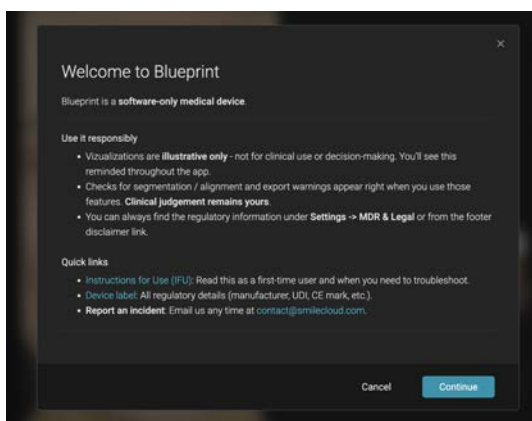 Welcome to Blueprint
Blueprint is a software-only medical device.
Use it responsibly
• Vizualizations are illustrative only - not for clinical use or decision-making. You'll see this
reminded throughout the app.
• Checks for segmentation / alignment and export warnings appear right when you use those
features. Clinical judgement remains yours.
• You can always find the regulatory information under Settings -> MDR & Legal or from the footer
disclaimer link.
Quick links
• Instructions for Use (IFU): Read this as a first-time user and when you need to troubleshoot.
• Device label: All regulatory details (manufacturer, UDI, CE mark, etc.).
• Report an incident: Email us any time at contact@smilecloud.com.
Cancel Continue